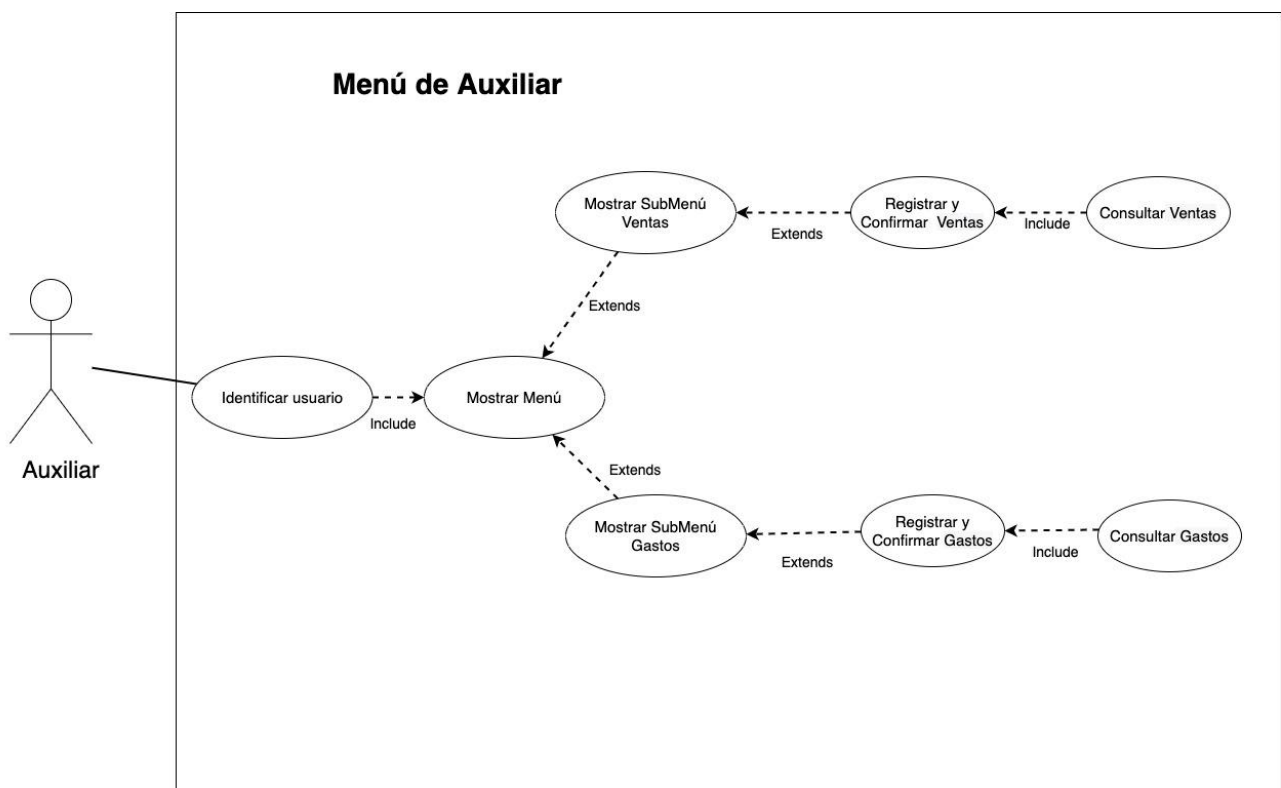 Menú de Auxiliar
Mostrar SubMenú
Ventas
Extends
Registrar y
Confirmar Ventas
Include
Consultar Ventas
Extends
Auxiliar
Identificar usuario
Include
Mostrar Menú
Extends
Mostrar SubMenú
Gastos
Extends
Registrar y
Confirmar Gastos
Include
Consultar Gastos